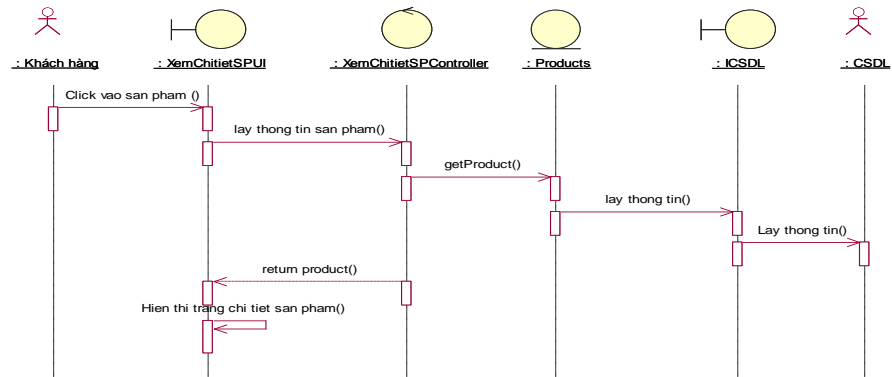 : Khách hàng
: XemChitietSPUI
: XemChitietSPController
: Products
: ICSDL
: CSDL
Click vao san pham ()
lay thong tin san pham()
getProduct()
lay thong tin()
Lay thong tin()
return product()
Hien thi trang chi tiet san pham()